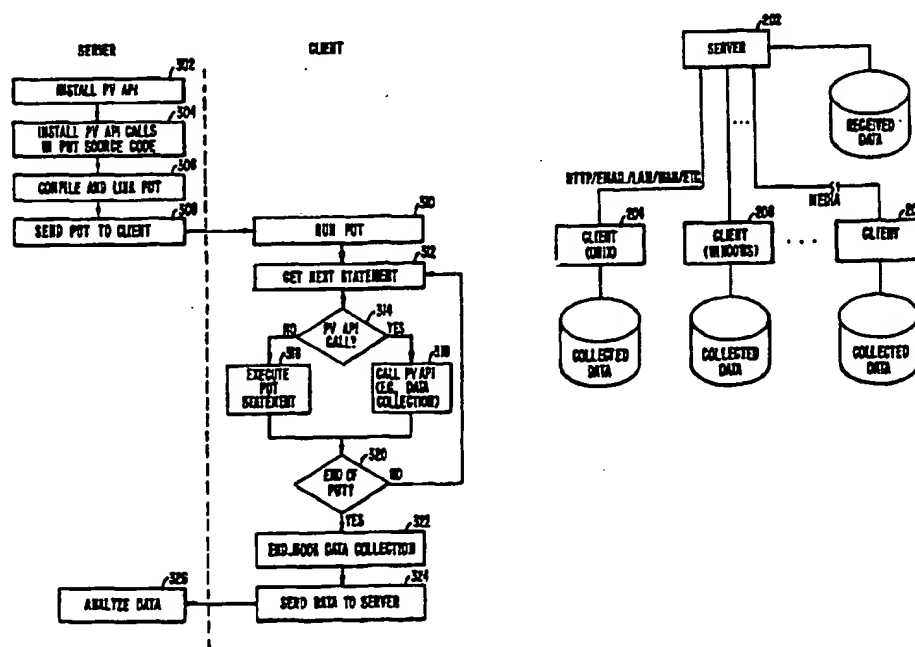 SERVER
CLIENT
302
INSTALL PV API
304
INSTALL PV API CALLS
IN PUT SOURCE CODE
306
COMPILE AND LINK PUT
308
SEND PUT TO CLIENT
310
RUN PUT
312
GET NEXT STATEMENT
314
NO
PV API
CALL?
YES
318
EXECUTE
PUT
STATEMENT
CALL PV API
(E.G., DATA
COLLECTION)
320
END OF
PUT?
NO
YES
322
END_HOOK DATA COLLECTION
324
SEND DATA TO SERVER
326
ANALYZE DATA
202
SERVER
RECEIVED
DATA
...
HTTP/EMAIL/LAN/WAN/ETC.
MEDIA
204
CLIENT
(UNIX)
206
CLIENT
(WINDOWS)
...
CLIENT
COLLECTED
DATA
COLLECTED
DATA
COLLECTED
DATA